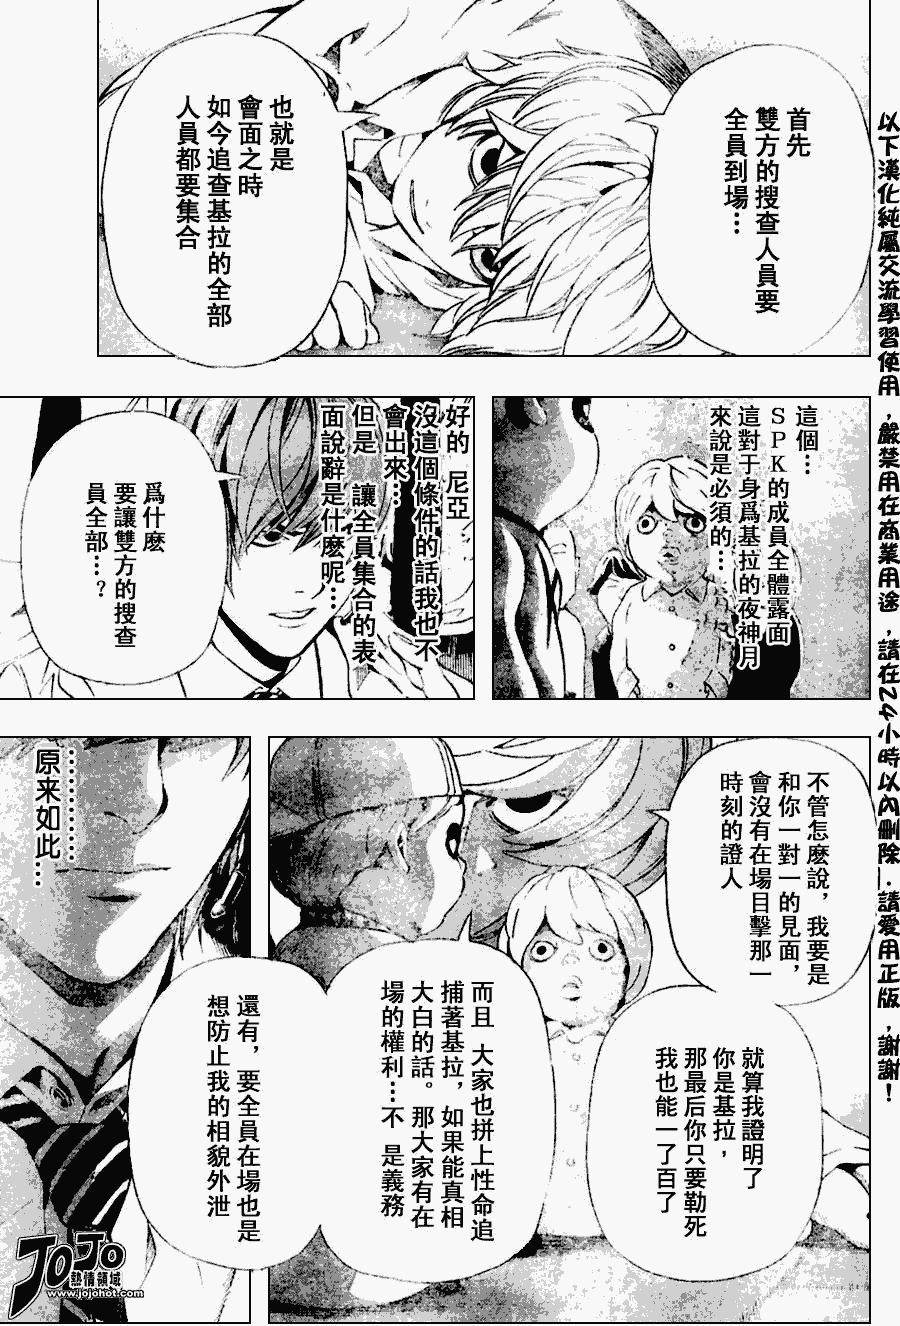 首先
雙方的搜查人員要
全員到場…
也就是
會面之時
如今追查基拉的全部
人員都要集合
這個…
SPK的成員全體露面
這對于身爲基拉的夜神月
來說是必須的…
好的 尼亞
沒這個條件的話我也不
會出來…
但是 讓全員集合的表
面說辭是什麽呢…
爲什麽
要讓雙方的搜查
員全部…？
不管怎麽說，我要是
和你一對一的見面，
會沒有在場目擊那一
時刻的證人
就算我證明了
你是基拉，
那最后你只要勒死
我也能一了百了
而且 大家也拼上性命追
捕著基拉，如果能真相
大白的話。那大家有在
場的權利…不 是義務
還有，要全員在場也是
想防止我的相貌外泄
…………
原来如此…
以下漢化純屬交流學習使用，嚴禁用在商業用途，請在24小時以内刪除！請愛用正版，謝謝！
JOJO
熱情領域
www.jojohot.com